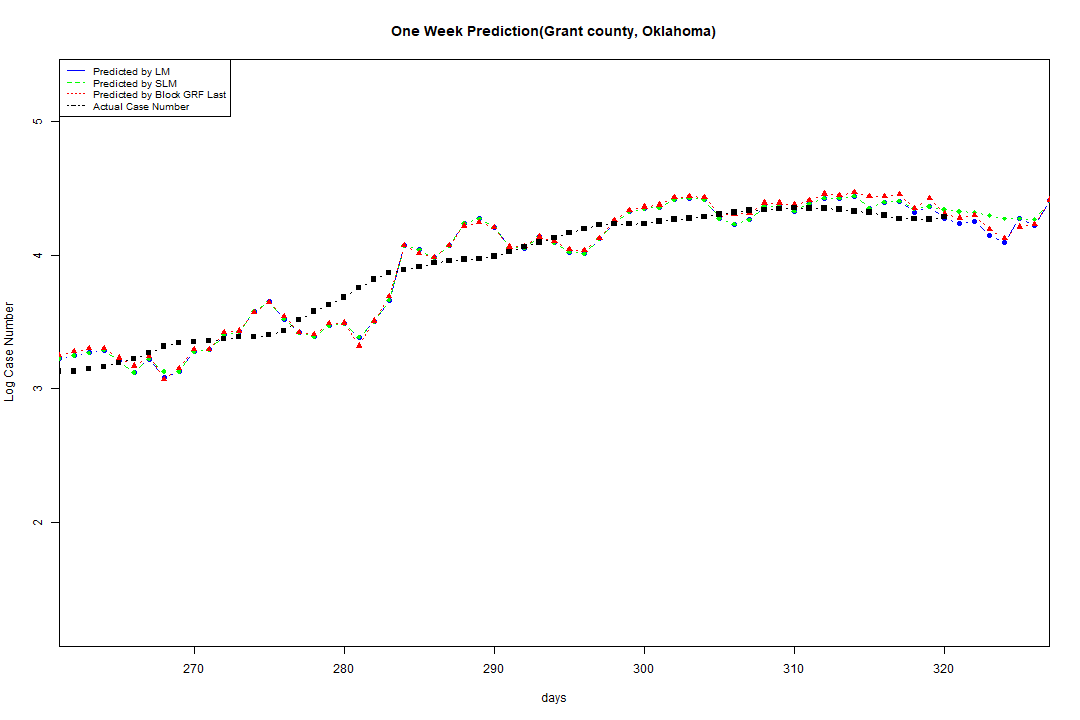 One Week Prediction(Grant county, Oklahoma)
Predicted by LM
Predicted by SLM
Predicted by Block GRF Last
Actual Case Number
5
4
3
2
Log Case Number
270 280 290 300 310 320
days